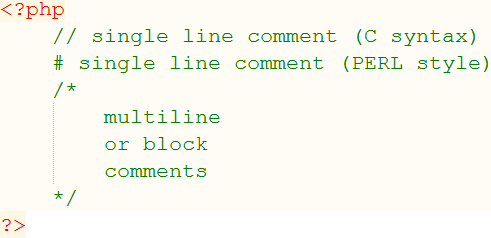 <?php
// single line comment (C syntax)
# single line comment (PERL style)
/*
multiline
or block
comments
*/
?>